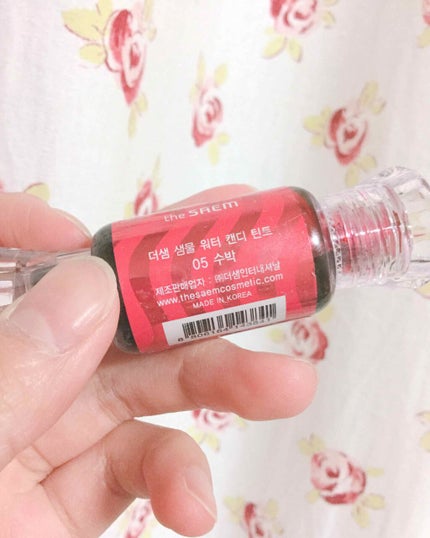 the SAEM
더샘 샘물 워터 캔디 틴트
05 수박
제조판매업자 : ㈜더샘인터내셔날
www.thesaemcosmetic.com
MADE IN KOREA